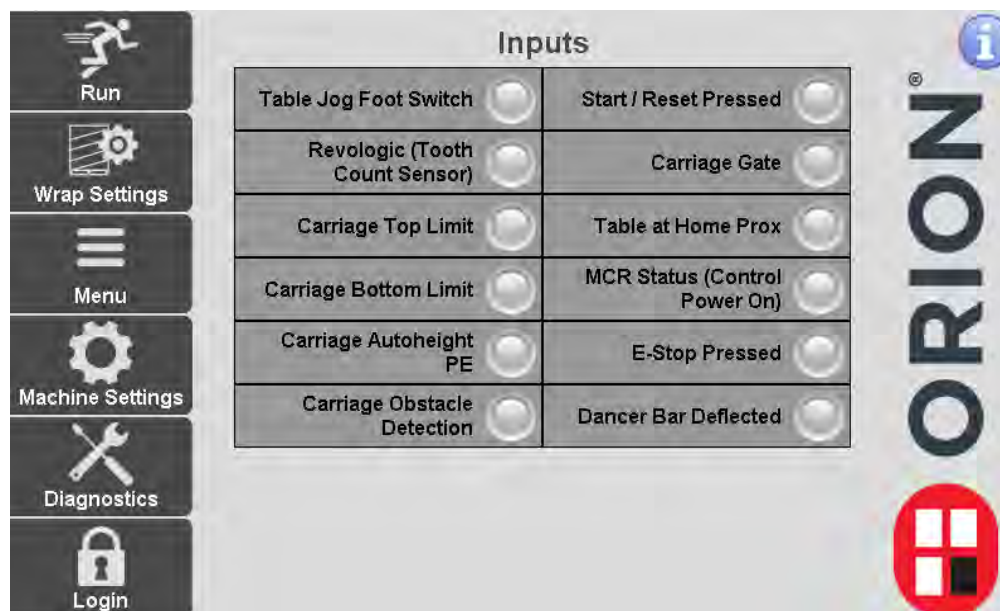 Run
Wrap Settings
Menu
Machine Settings
Diagnostics
Login
Inputs
Table Jog Foot Switch
Start / Reset Pressed
Revologic (Tooth
Count Sensor)
Carriage Gate
Carriage Top Limit
Table at Home Prox
Carriage Bottom Limit
MCR Status (Control
Power On)
Carriage Autoheight
PE
E-Stop Pressed
Carriage Obstacle
Detection
Dancer Bar Deflected
i
ORION®